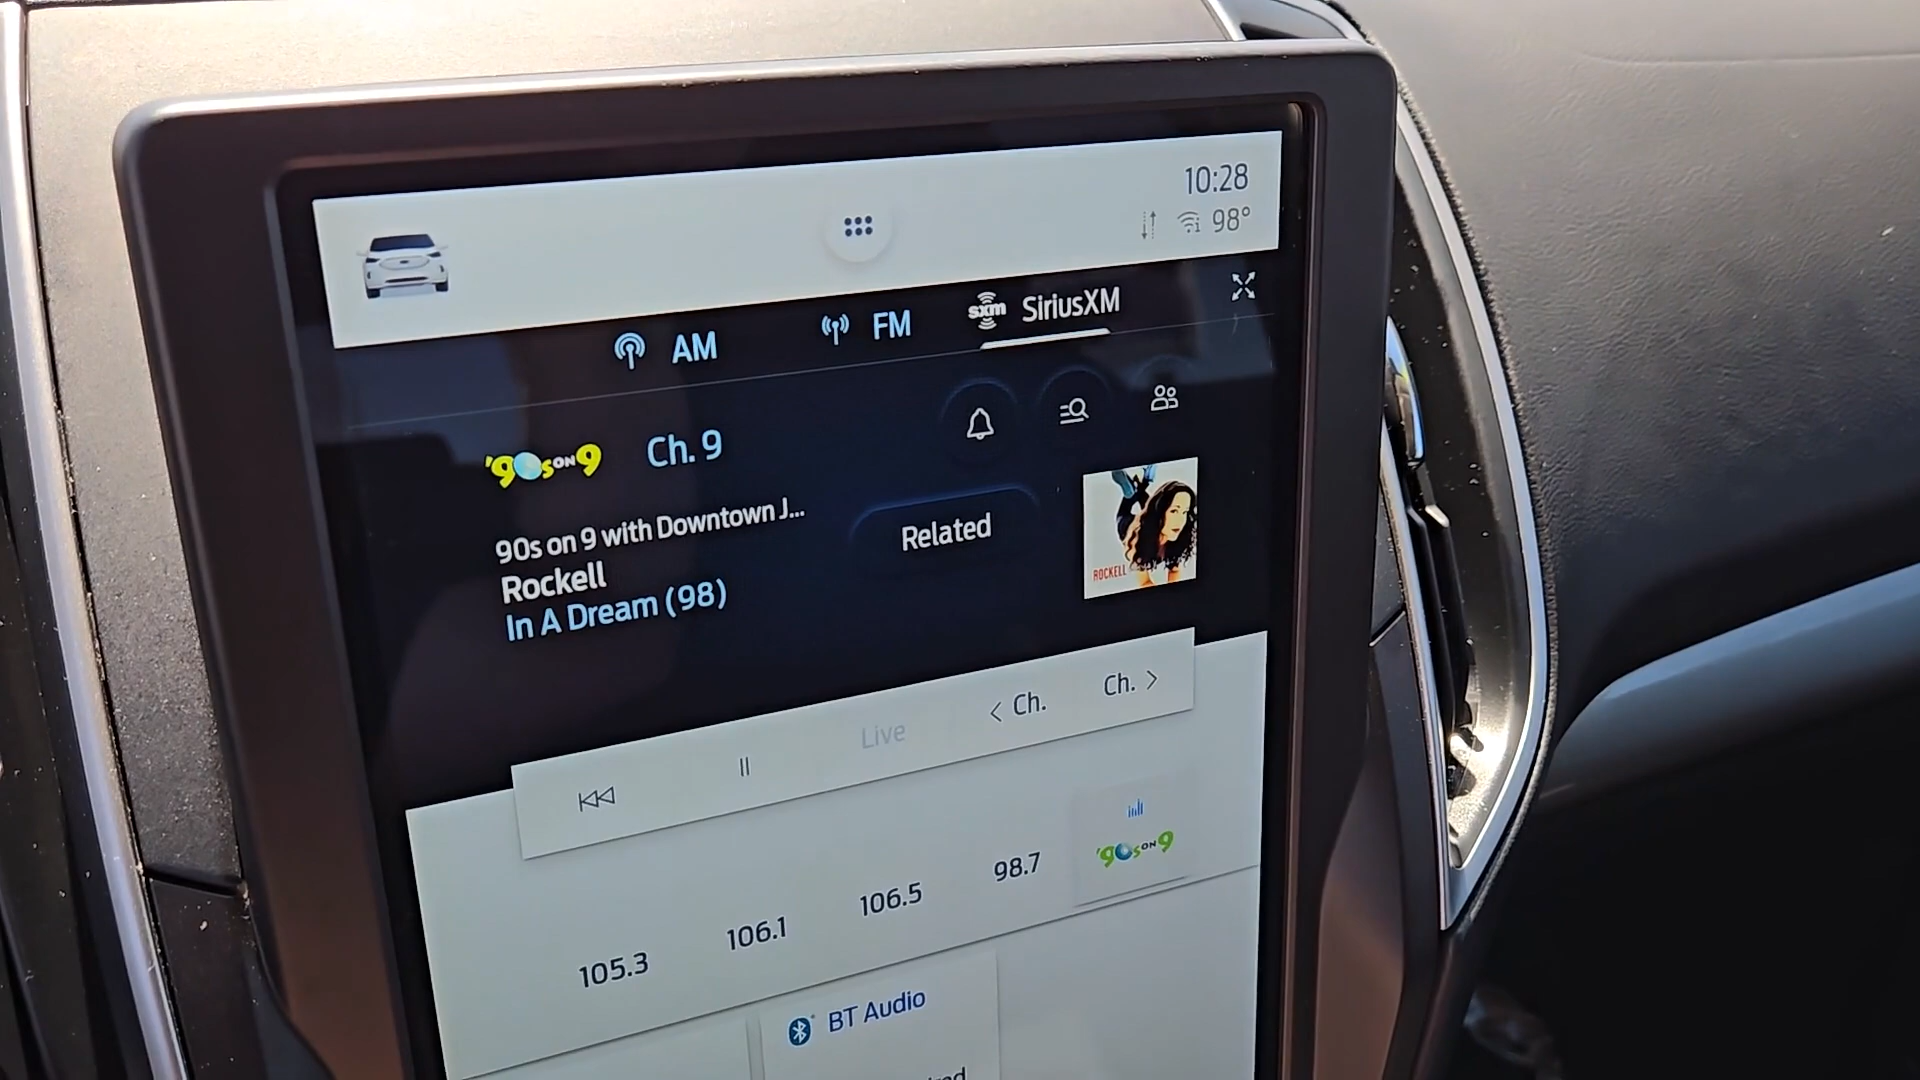 10:28
98°
AM
FM
sxm SiriusXM
'90s ON 9
Ch. 9
90s on 9 with Downtown J...
Rockell
In A Dream (98)
Related
ROCKELL
Live
Ch.
Ch.
105.3
106.1
106.5
98.7
'90s ON 9
BT Audio